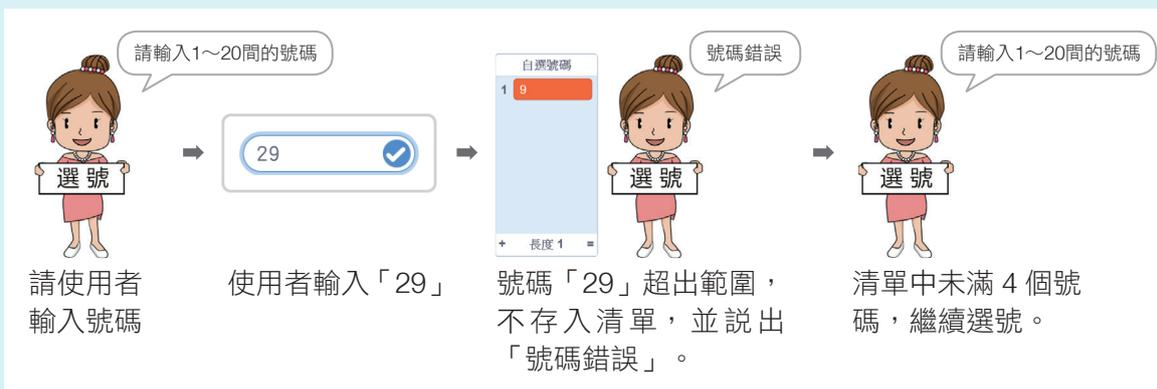 請輸入1～20間的號碼
選號
請使用者
輸入號碼
29
使用者輸入「29」
自選號碼
1 9
+ 長度 1 =
號碼錯誤
選號
號碼「29」超出範圍，
不存入清單，並說出
「號碼錯誤」。
請輸入1～20間的號碼
選號
清單中未滿 4 個號
碼，繼續選號。